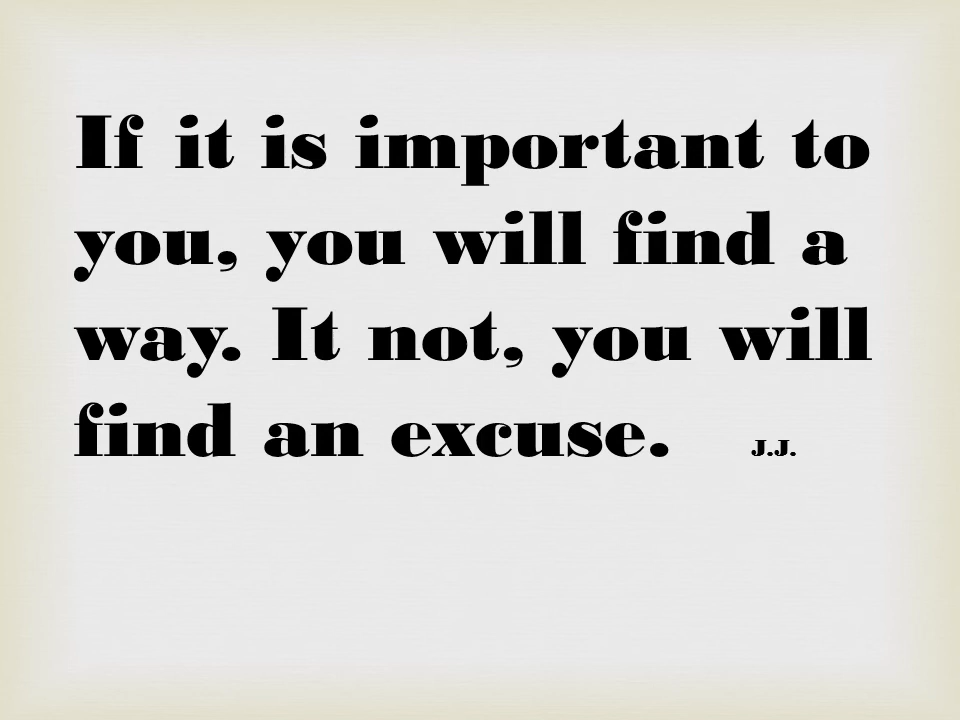 If it is important to
you, you will find a
way. It not, you will
find an excuse. J.J.